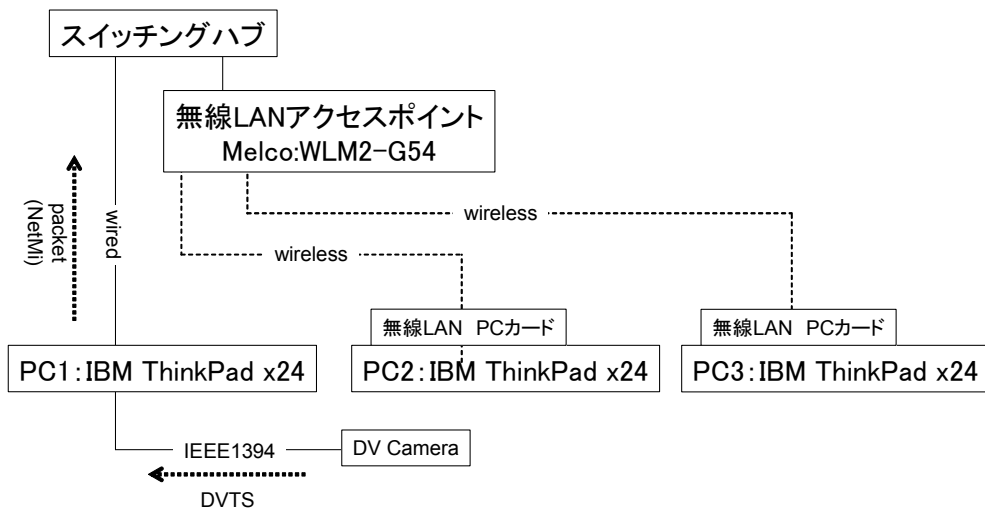 スイッチングハブ
無線LANアクセスポイント
Melco:WLM2-G54
packet
(NetMi)
wired
wireless
wireless
無線LAN PCカード
無線LAN PCカード
PC1:IBM ThinkPad x24
PC2:IBM ThinkPad x24
PC3:IBM ThinkPad x24
IEEE1394
DV Camera
DVTS